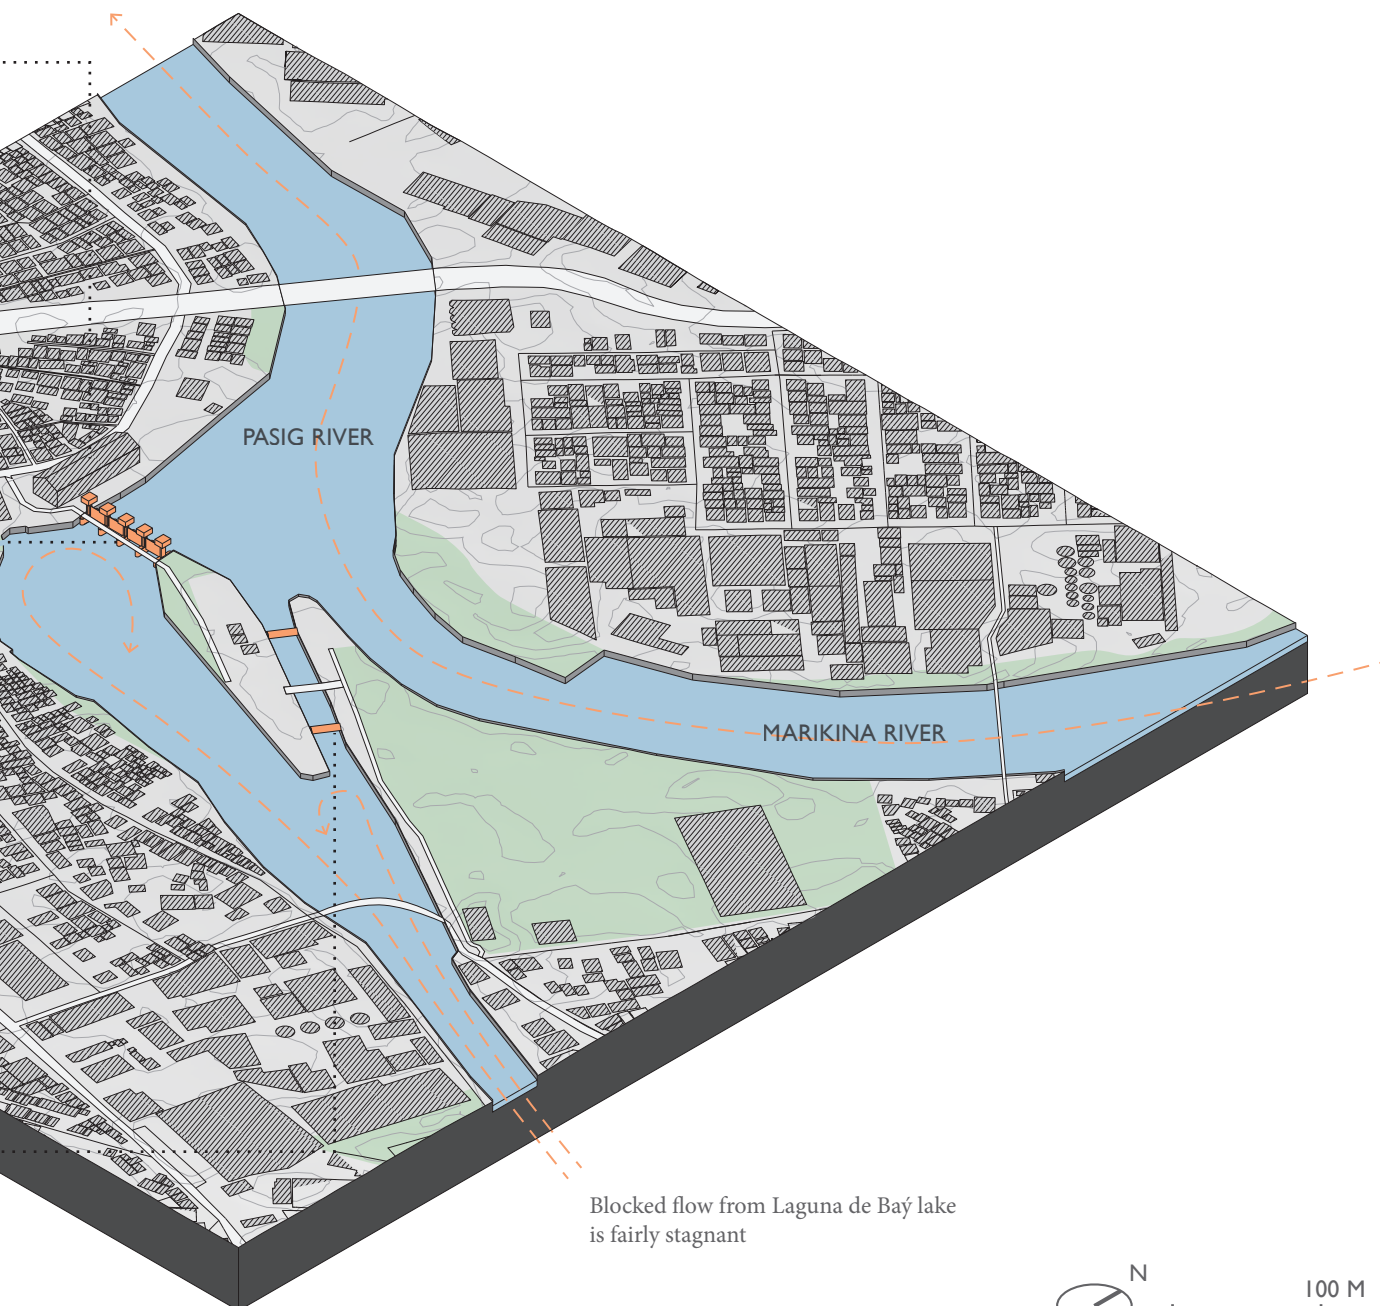 PASIG RIVER
MARIKINA RIVER
Blocked flow from Laguna de Baý lake
is fairly stagnant
N
100 M